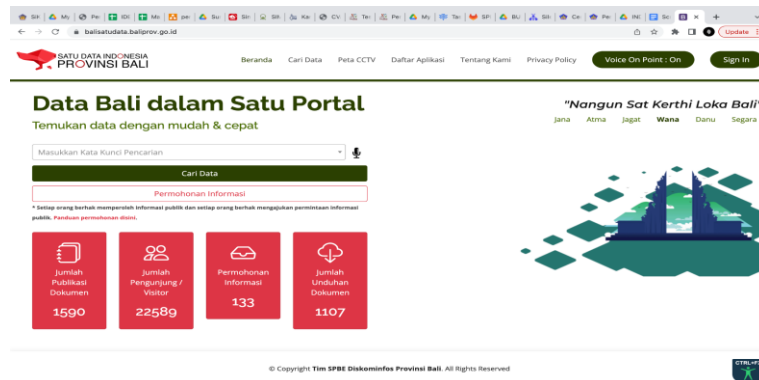 balisatudata.baliprov.go.id
Update
SATU DATA INDONESIA
PROVINSI BALI
Beranda Cari Data Peta CCTV Daftar Aplikasi Tentang Kami Privacy Policy Voice On Point : On Sign In
Data Bali dalam Satu Portal
Temukan data dengan mudah & cepat
Masukkan Kata Kunci Pencarian
Cari Data
Permohonan Informasi
* Setiap orang berhak memperoleh informasi publik dan setiap orang berhak mengajukan permintaan informasi
publik. Panduan permohonan disini.
Jumlah
Publikasi
Dokumen
1590
Jumlah
Pengunjung /
Visitor
22589
Permohonan
Informasi
133
Jumlah
Unduhan
Dokumen
1107
"Nangun Sat Kerthi Loka Bali"
Jana Atma Jagat Wana Danu Segara
© Copyright Tim SPBE Diskominfos Provinsi Bali. All Rights Reserved